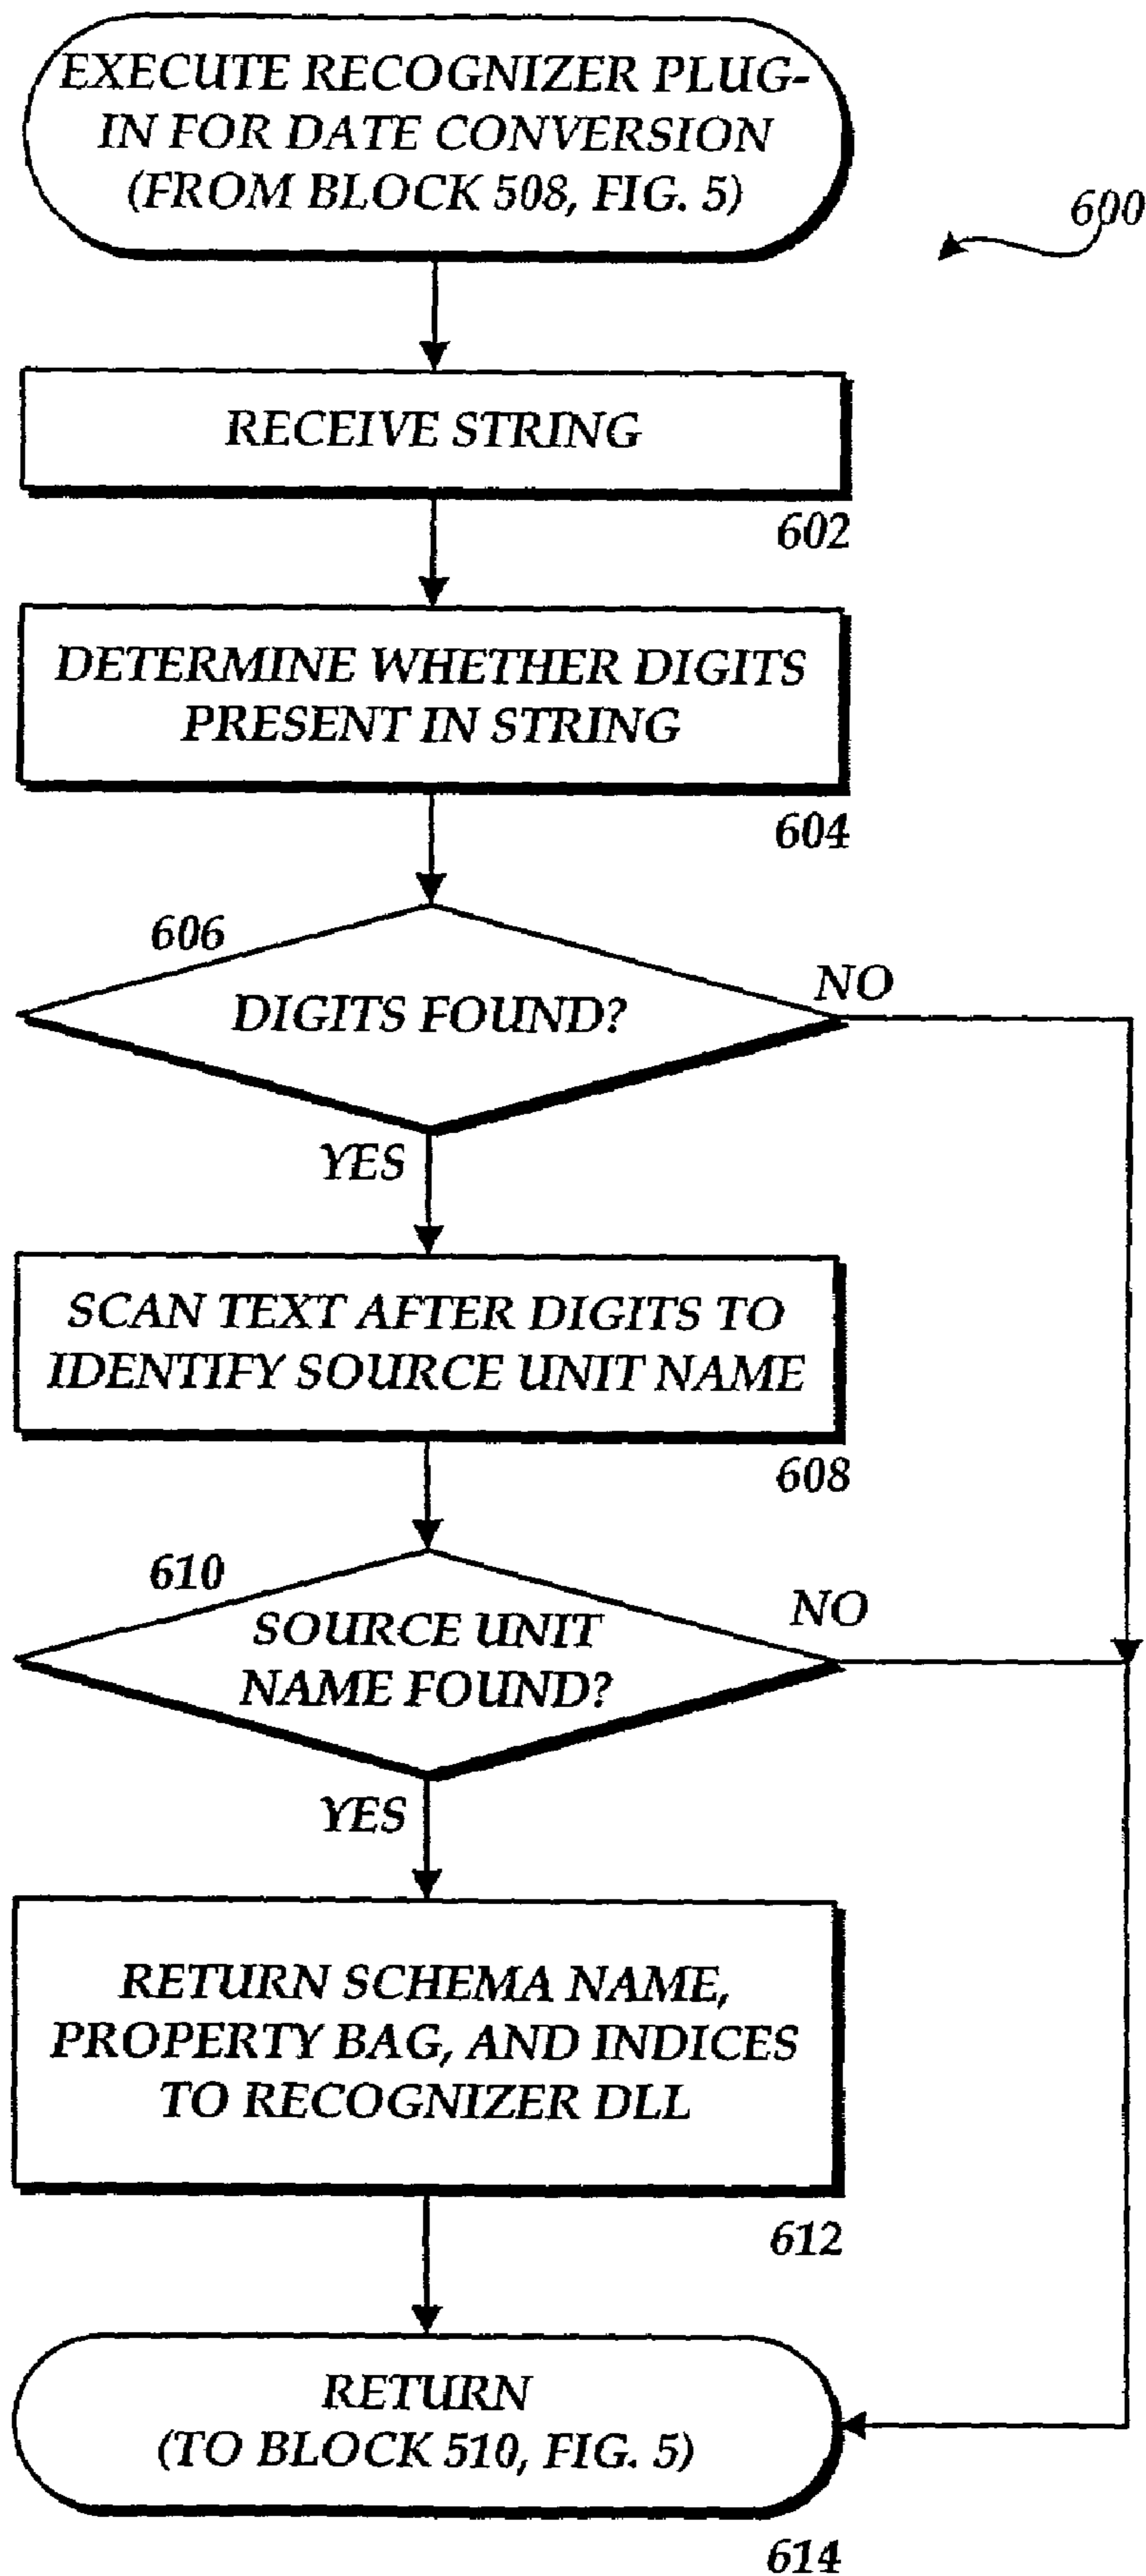 EXECUTE RECOGNIZER PLUG-
IN FOR DATE CONVERSION
(FROM BLOCK 508, FIG. 5)
600
RECEIVE STRING
602
DETERMINE WHETHER DIGITS
PRESENT IN STRING
604
606
DIGITS FOUND?
NO
YES
SCAN TEXT AFTER DIGITS TO
IDENTIFY SOURCE UNIT NAME
608
610
SOURCE UNIT
NAME FOUND?
NO
YES
RETURN SCHEMA NAME,
PROPERTY BAG, AND INDICES
TO RECOGNIZER DLL
612
RETURN
(TO BLOCK 510, FIG. 5)
614